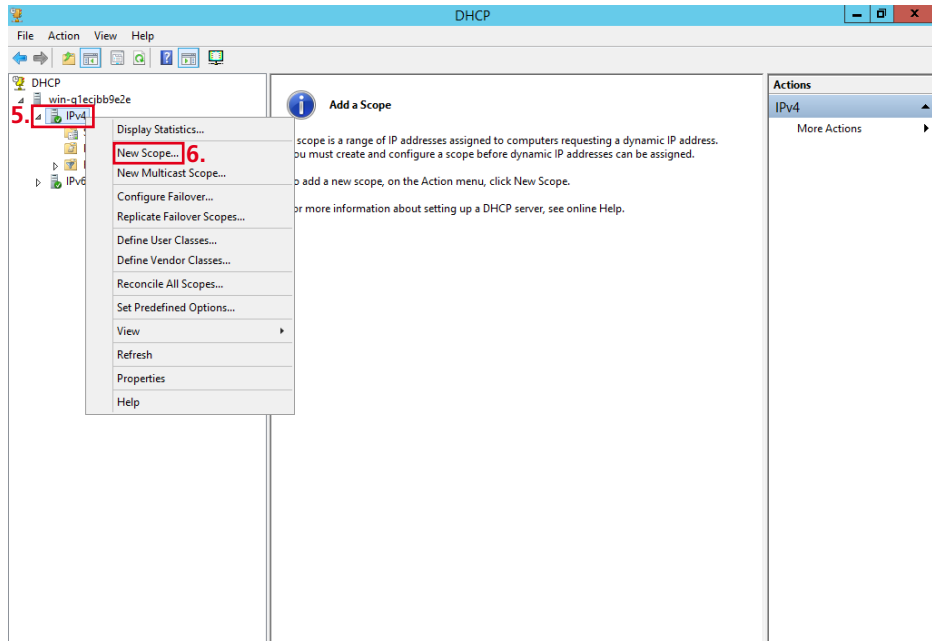 DHCP
File Action View Help
DHCP
win-q1ecjbb9e2e
5. IPv4
IPv6
Display Statistics...
New Scope... 6.
New Multicast Scope...
Configure Failover...
Replicate Failover Scopes...
Define User Classes...
Define Vendor Classes...
Reconcile All Scopes...
Set Predefined Options...
View
Refresh
Properties
Help
Add a Scope
scope is a range of IP addresses assigned to computers requesting a dynamic IP address.
ou must create and configure a scope before dynamic IP addresses can be assigned.
o add a new scope, on the Action menu, click New Scope.
or more information about setting up a DHCP server, see online Help.
Actions
IPv4
More Actions